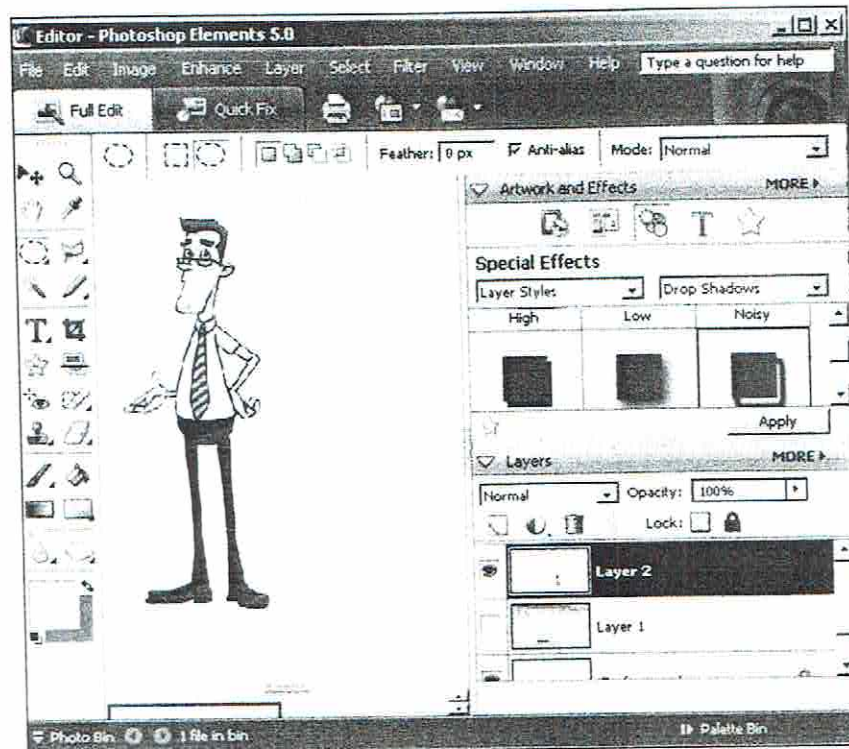 Editor - Photoshop Elements 5.0
File Edit Image Enhance Layer Select Filter View Window Help Type a question for help
Full Edit Quick Fix
Feather: 0 px Anti-alias Mode: Normal
Artwork and Effects MORE
Special Effects
Layer Styles Drop Shadows
High Low Noisy
Apply
Layers MORE
Normal Opacity: 100%
Lock:
Layer 2
Layer 1
Photo Bin 1 file in bin Palette Bin